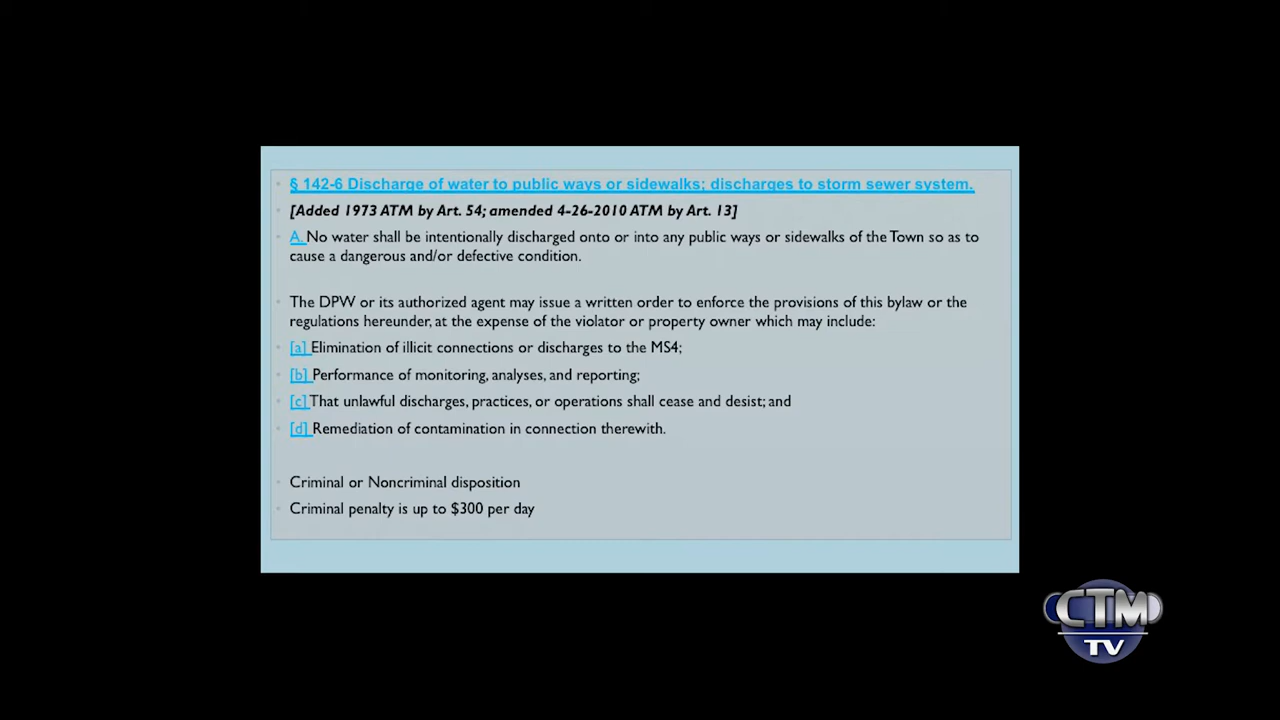 § 142-6 Discharge of water to public ways or sidewalks; discharges to storm sewer system.
[Added 1973 ATM by Art. 54; amended 4-26-2010 ATM by Art. 13]
A. No water shall be intentionally discharged onto or into any public ways or sidewalks of the Town so as to
cause a dangerous and/or defective condition.
The DPW or its authorized agent may issue a written order to enforce the provisions of this bylaw or the
regulations hereunder, at the expense of the violator or property owner which may include:
[a] Elimination of illicit connections or discharges to the MS4;
[b] Performance of monitoring, analyses, and reporting;
[c] That unlawful discharges, practices, or operations shall cease and desist; and
[d] Remediation of contamination in connection therewith.
Criminal or Noncriminal disposition
Criminal penalty is up to $300 per day
CTM
TV